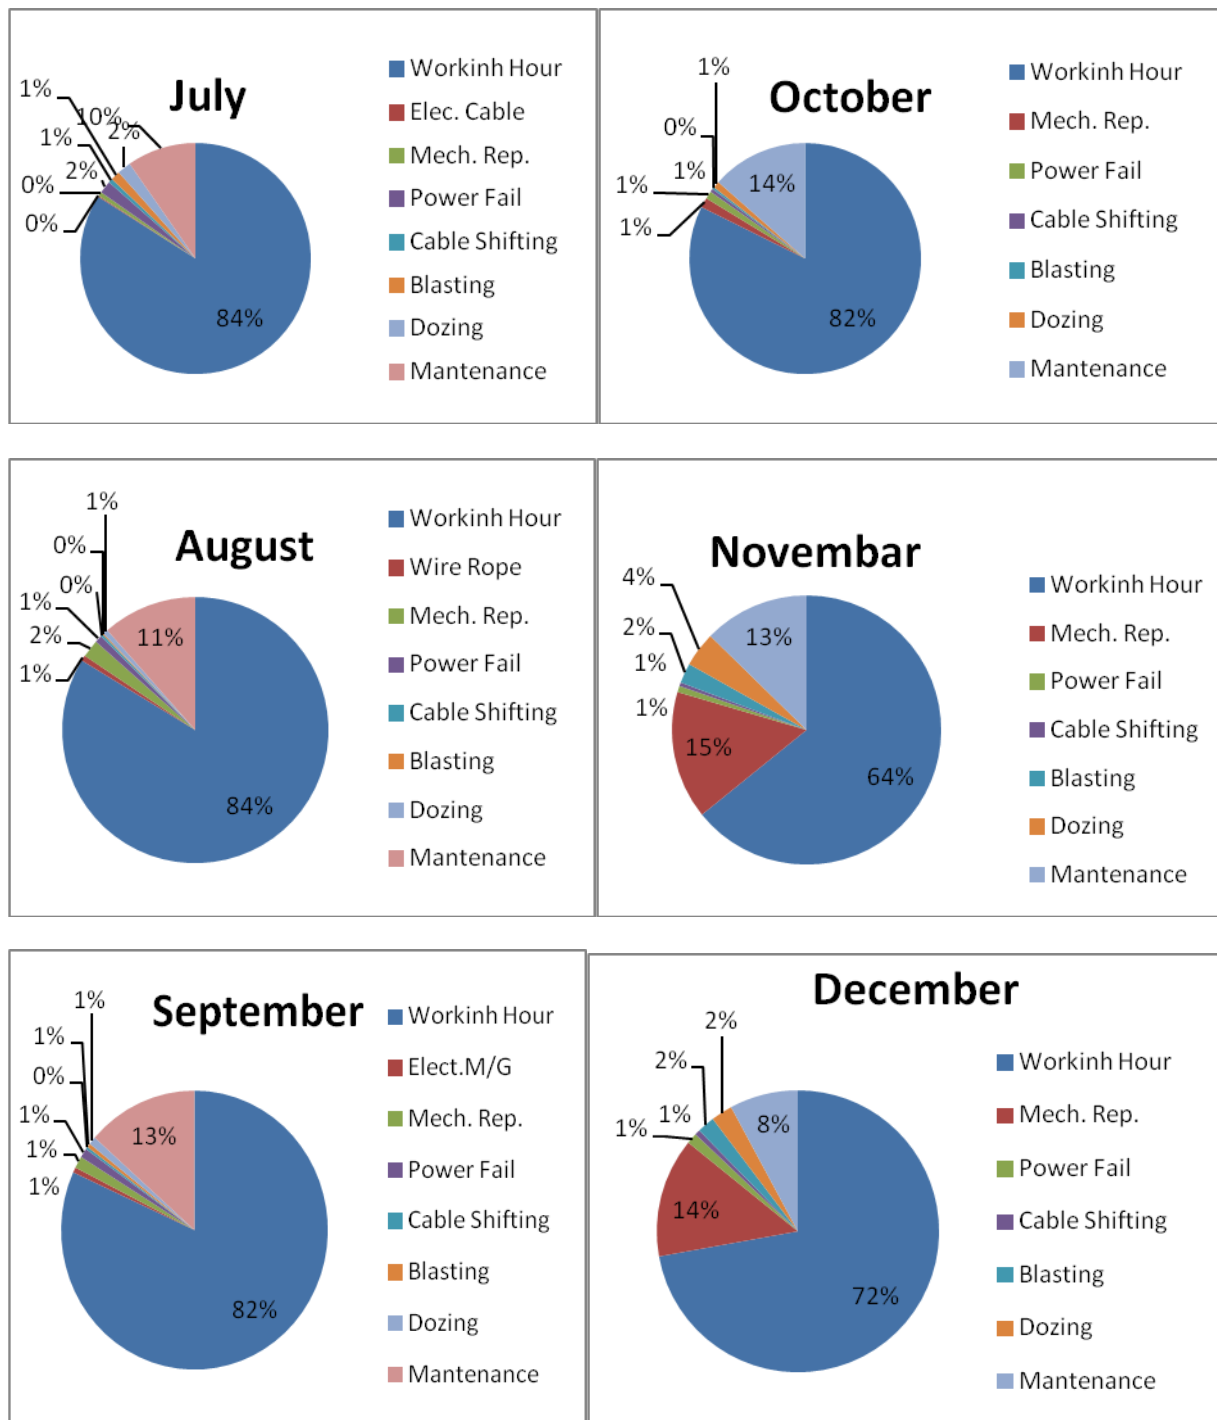 July
1%
10%
2%
1%
2%
0%
0%
84%
Workinh Hour
Elec. Cable
Mech. Rep.
Power Fail
Cable Shifting
Blasting
Dozing
Mantenance
October
1%
0%
1%
1%
1%
14%
82%
Workinh Hour
Mech. Rep.
Power Fail
Cable Shifting
Blasting
Dozing
Mantenance
August
1%
0%
0%
1%
2%
1%
11%
84%
Workinh Hour
Wire Rope
Mech. Rep.
Power Fail
Cable Shifting
Blasting
Dozing
Mantenance
Novembar
4%
2%
1%
1%
13%
15%
64%
Workinh Hour
Mech. Rep.
Power Fail
Cable Shifting
Blasting
Dozing
Mantenance
September
1%
1%
0%
1%
1%
1%
13%
82%
Workinh Hour
Elect.M/G
Mech. Rep.
Power Fail
Cable Shifting
Blasting
Dozing
Mantenance
December
2%
2%
1%
1%
8%
14%
72%
Workinh Hour
Mech. Rep.
Power Fail
Cable Shifting
Blasting
Dozing
Mantenance